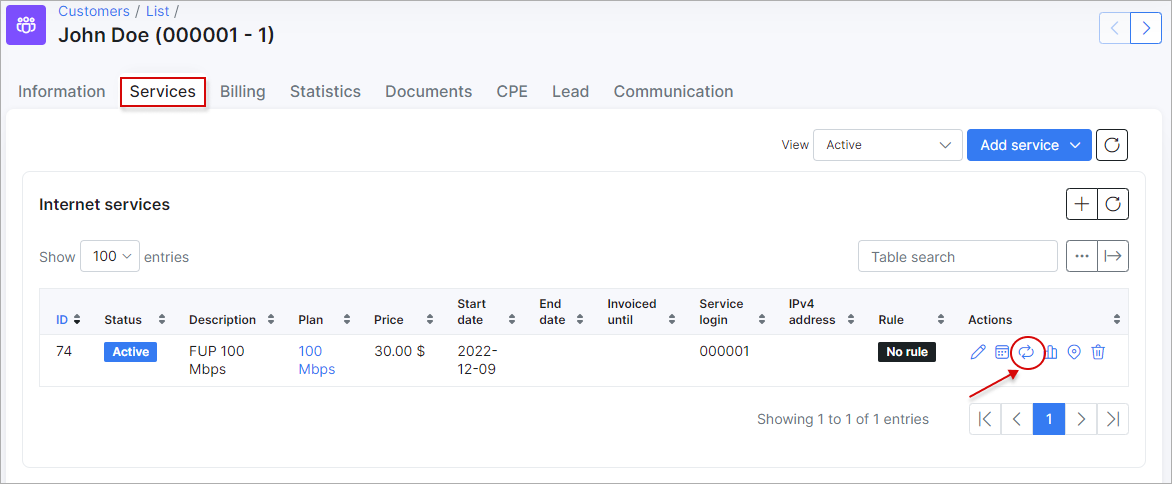 Customers / List /
John Doe (000001 - 1)
Information Services Billing Statistics Documents CPE Lead Communication
View Active Add service
Internet services
Show 100 entries Table search
ID Status Description Plan Price Start date End date Invoiced until Service login IPv4 address Rule Actions
74 Active FUP 100 Mbps 100 Mbps 30.00 $ 2022-12-09 000001 No rule
Showing 1 to 1 of 1 entries 1